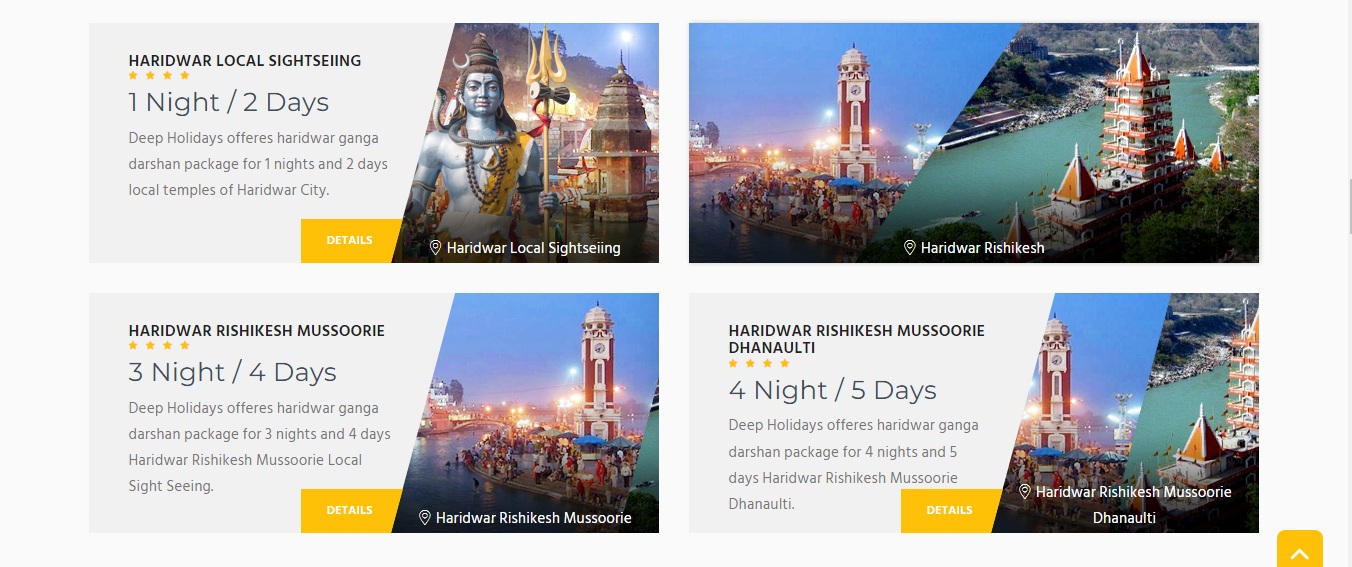 HARIDWAR LOCAL SIGHTSEIING
1 Night / 2 Days
Deep Holidays offeres haridwar ganga
darshan package for 1 nights and 2 days
local temples of Haridwar City.
DETAILS
Haridwar Local Sightseiing
Haridwar Rishikesh
HARIDWAR RISHIKESH MUSSOORIE
3 Night / 4 Days
Deep Holidays offeres haridwar ganga
darshan package for 3 nights and 4 days
Haridwar Rishikesh Mussoorie Local
Sight Seeing.
DETAILS
Haridwar Rishikesh Mussoorie
HARIDWAR RISHIKESH MUSSOORIE
DHANAULTI
4 Night / 5 Days
Deep Holidays offeres haridwar ganga
darshan package for 4 nights and 5
days Haridwar Rishikesh Mussoorie
Dhanaulti.
DETAILS
Haridwar Rishikesh Mussoorie
Dhanaulti